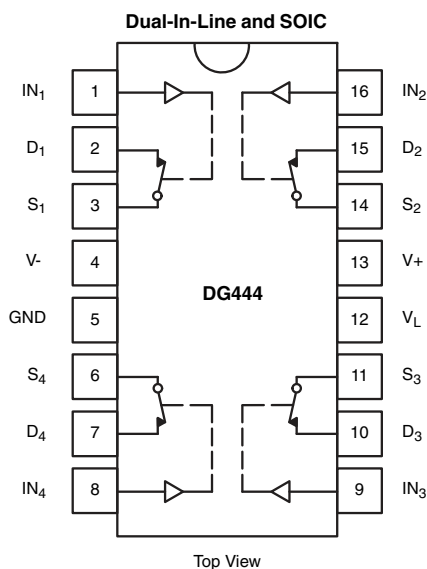 Dual-In-Line and SOIC
IN1 1 16 IN2
D1 2 15 D2
S1 3 14 S2
V- 4 13 V+
DG444
GND 5 12 VL
S4 6 11 S3
D4 7 10 D3
IN4 8 9 IN3
Top View